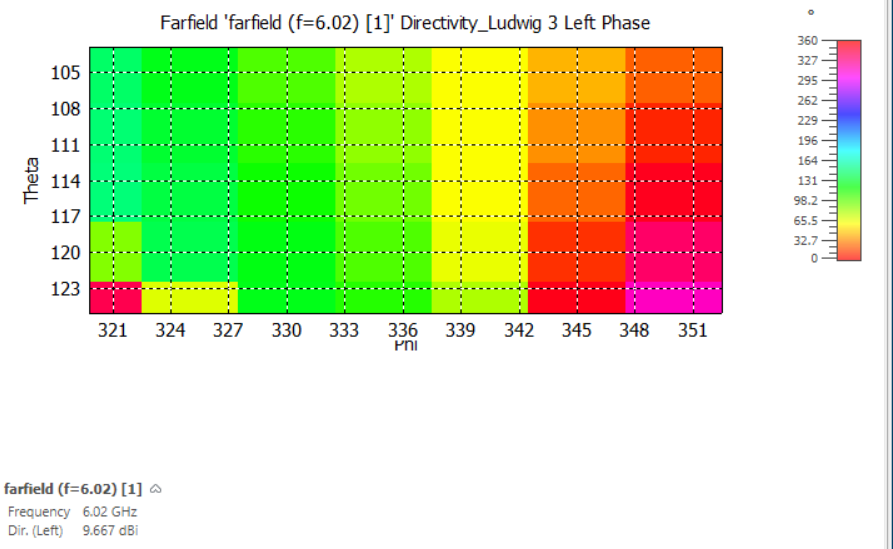 Farfield 'farfield (f=6.02) [1]' Directivity_Ludwig 3 Left Phase
°
360
327
295
262
229
196
164
131
98.2
65.5
32.7
0
Theta
105
108
111
114
117
120
123
321 324 327 330 333 336 339 342 345 348 351
Phi
farfield (f=6.02) [1]
Frequency 6.02 GHz
Dir. (Left) 9.667 dBi